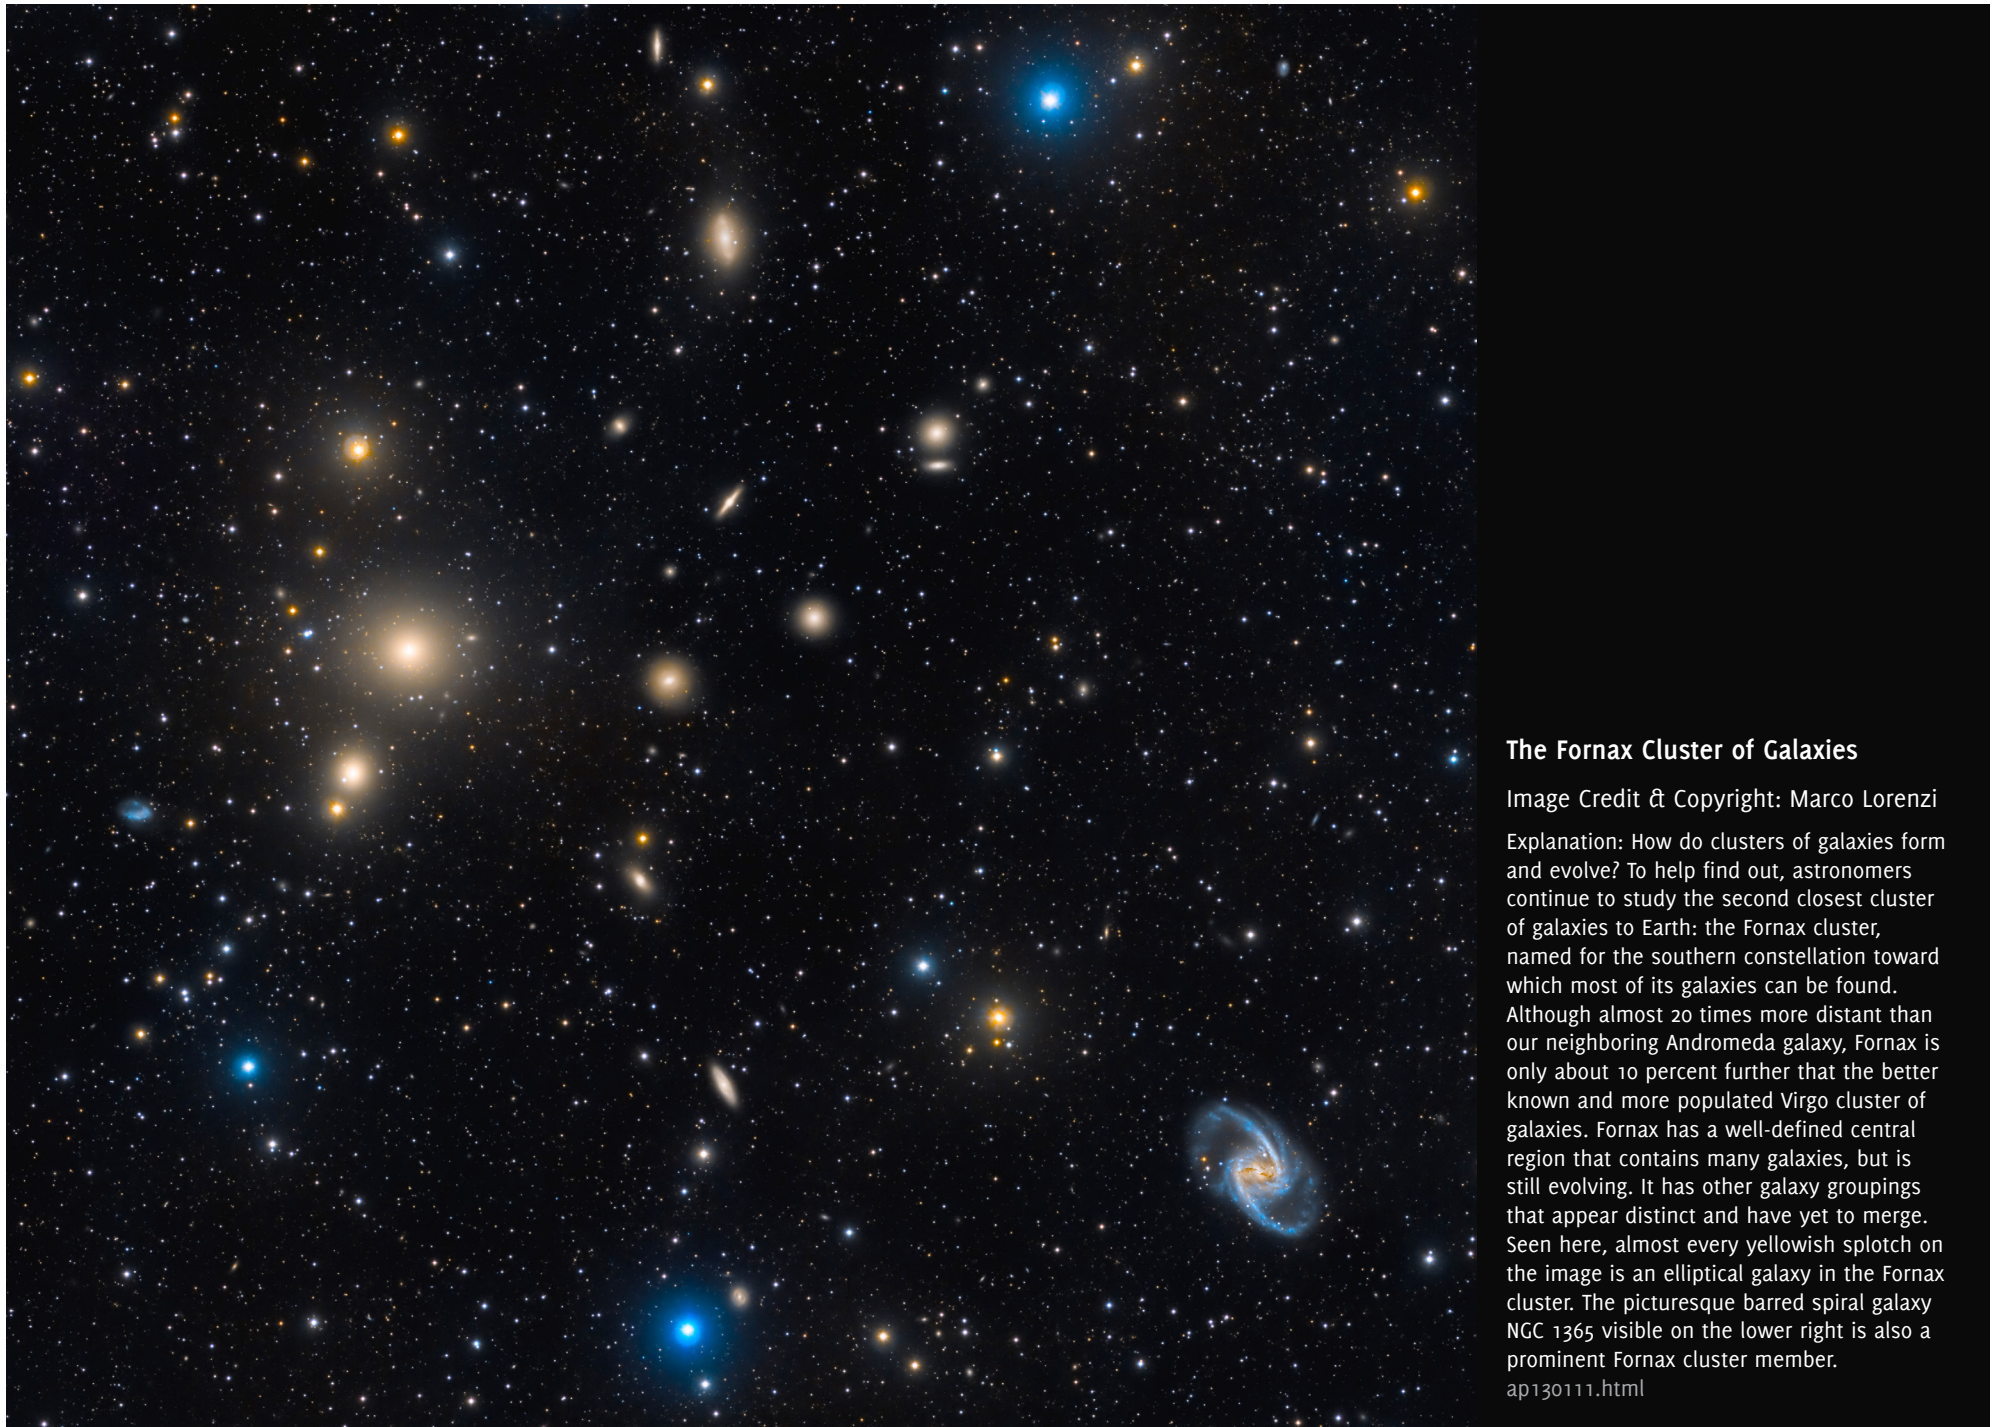 The Fornax Cluster of Galaxies
Image Credit & Copyright: Marco Lorenzi
Explanation: How do clusters of galaxies form
and evolve? To help find out, astronomers
continue to study the second closest cluster
of galaxies to Earth: the Fornax cluster,
named for the southern constellation toward
which most of its galaxies can be found.
Although almost 20 times more distant than
our neighboring Andromeda galaxy, Fornax is
only about 10 percent further that the better
known and more populated Virgo cluster of
galaxies. Fornax has a well-defined central
region that contains many galaxies, but is
still evolving. It has other galaxy groupings
that appear distinct and have yet to merge.
Seen here, almost every yellowish splotch on
the image is an elliptical galaxy in the Fornax
cluster. The picturesque barred spiral galaxy
NGC 1365 visible on the lower right is also a
prominent Fornax cluster member.
ap130111.html